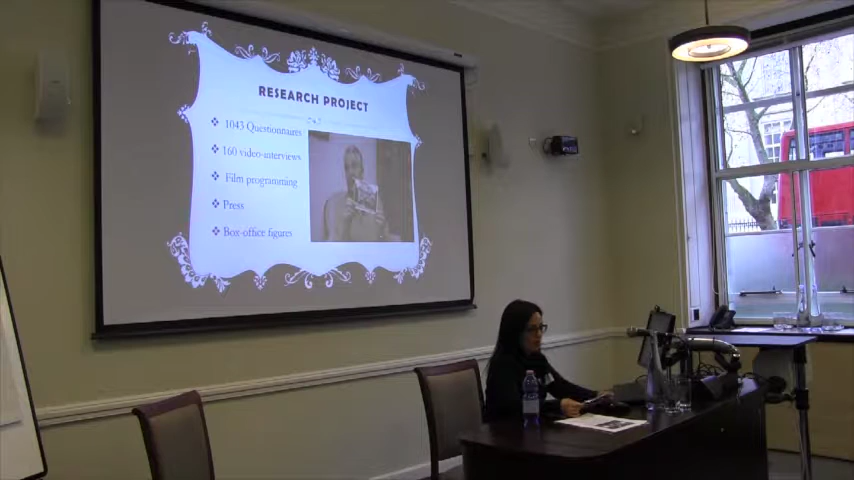 RESEARCH PROJECT
1043 Questionnaires
160 video-interviews
Film programming
Press
Box-office figures